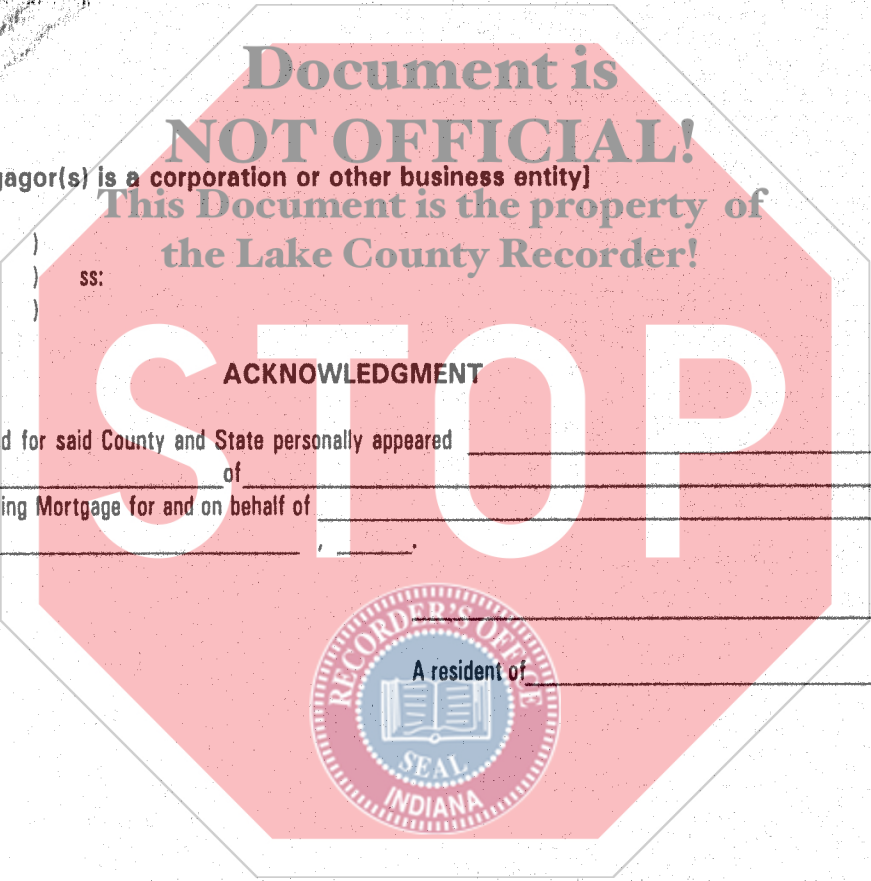 Document is
NOT OFFICIAL!
gagor(s) is a corporation or other business entity]
This Document is the property of
the Lake County Recorder!
)
) ss:
)
STOP
ACKNOWLEDGMENT
d for said County and State personally appeared
of
ing Mortgage for and on behalf of
, .
RECORDER'S OFFICE
A resident of
SEAL
INDIANA